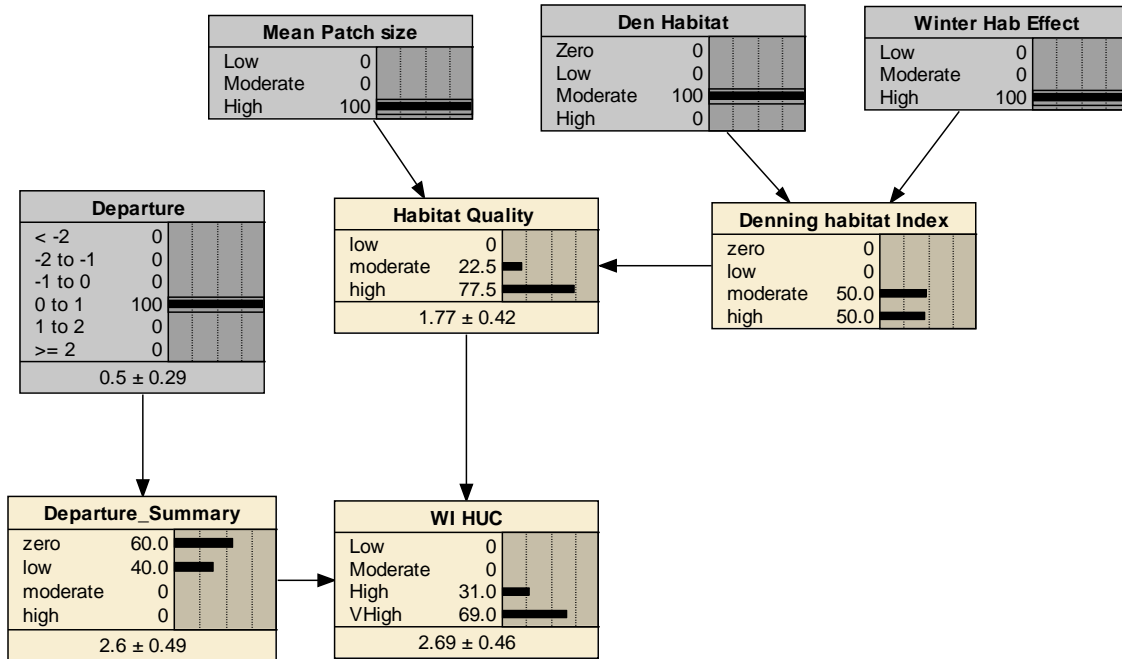 Mean Patch size
Low 0
Moderate 0
High 100
Den Habitat
Zero 0
Low 0
Moderate 100
High 0
Winter Hab Effect
Low 0
Moderate 0
High 100
Departure
< -2 0
-2 to -1 0
-1 to 0 0
0 to 1 100
1 to 2 0
>= 2 0
0.5 ± 0.29
Habitat Quality
low 0
moderate 22.5
high 77.5
1.77 ± 0.42
Denning habitat Index
zero 0
low 0
moderate 50.0
high 50.0
Departure_Summary
zero 60.0
low 40.0
moderate 0
high 0
2.6 ± 0.49
WI HUC
Low 0
Moderate 0
High 31.0
VHigh 69.0
2.69 ± 0.46